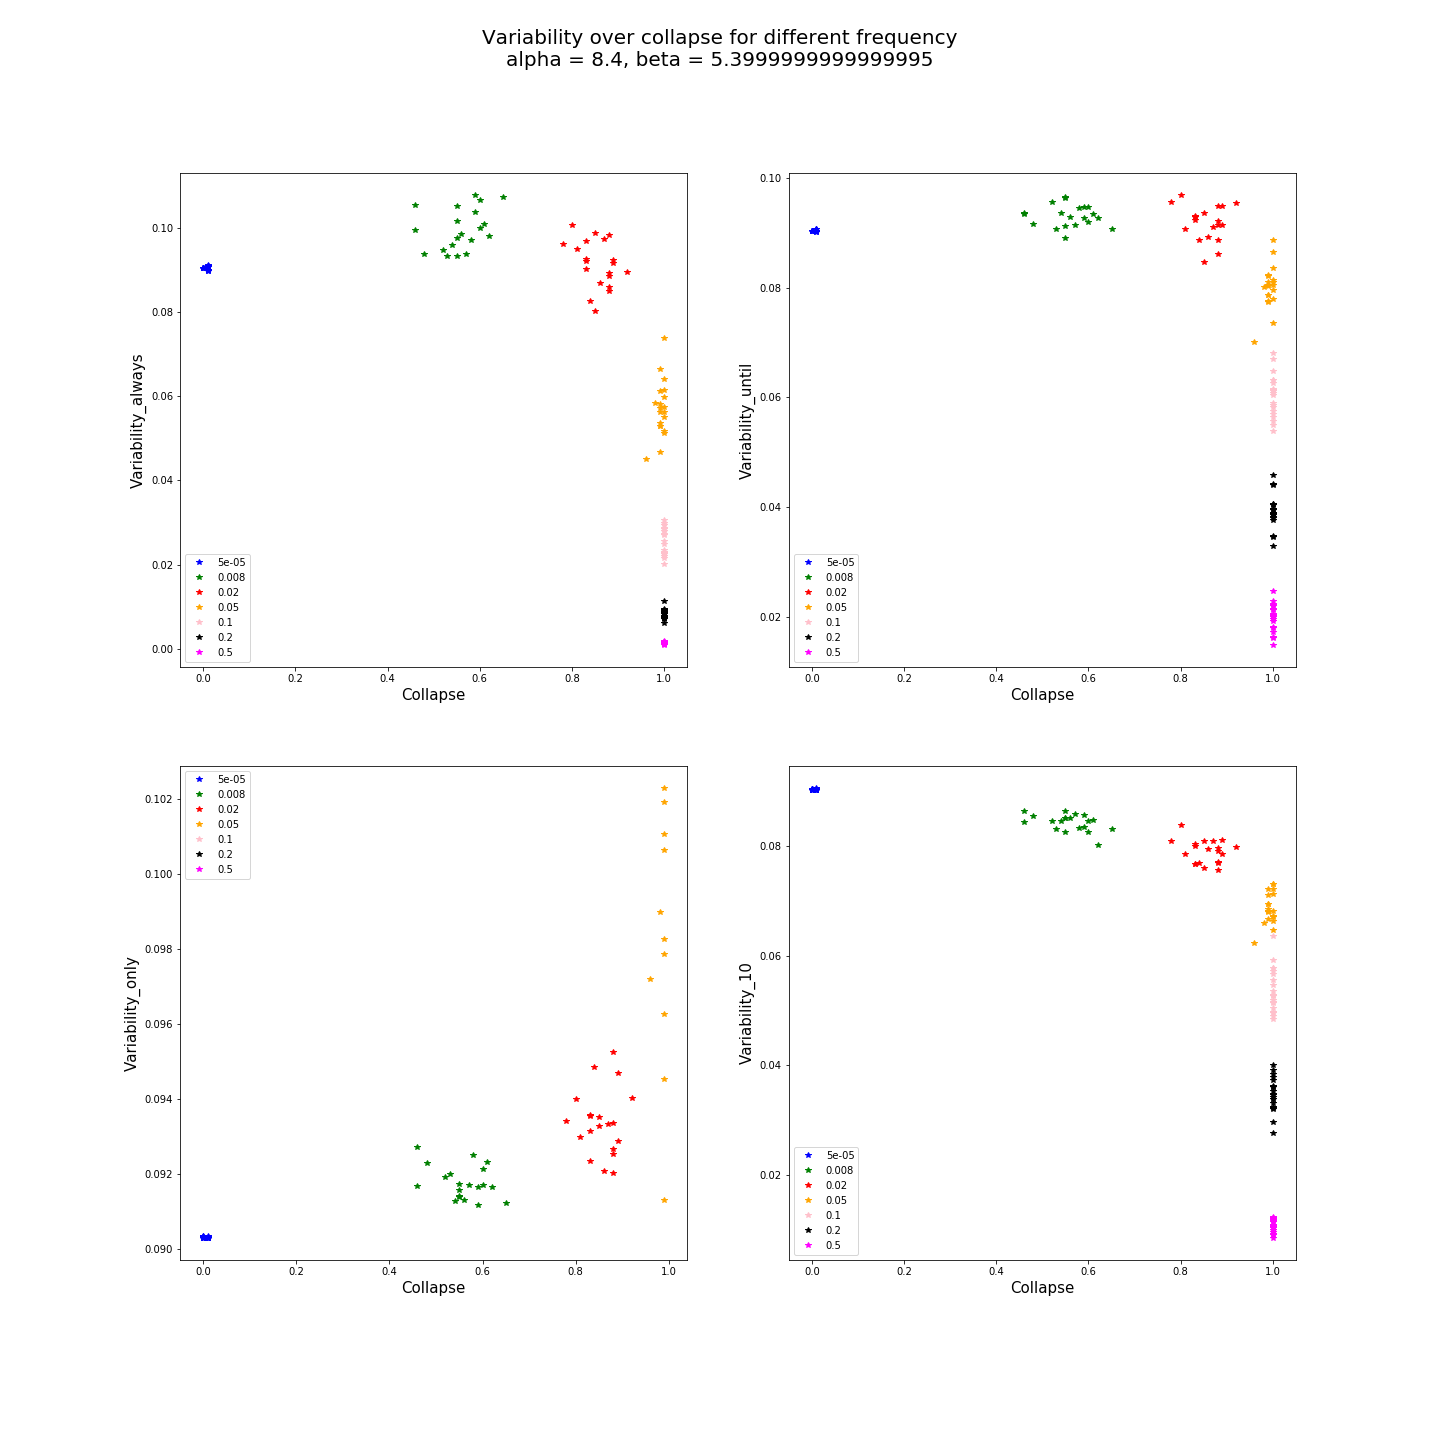 Variability over collapse for different frequency
alpha = 8.4, beta = 5.3999999999999995
0.10
0.08
0.06
0.04
0.02
0.00
Variability_always
5e-05
0.008
0.02
0.05
0.1
0.2
0.5
0.0 0.2 0.4 0.6 0.8 1.0
Collapse
0.10
0.08
0.06
0.04
0.02
Variability_until
5e-05
0.008
0.02
0.05
0.1
0.2
0.5
0.0 0.2 0.4 0.6 0.8 1.0
Collapse
5e-05
0.008
0.02
0.05
0.1
0.2
0.5
0.102
0.100
0.098
0.096
0.094
0.092
0.090
Variability_only
0.0 0.2 0.4 0.6 0.8 1.0
Collapse
0.08
0.06
0.04
0.02
Variability_10
5e-05
0.008
0.02
0.05
0.1
0.2
0.5
0.0 0.2 0.4 0.6 0.8 1.0
Collapse